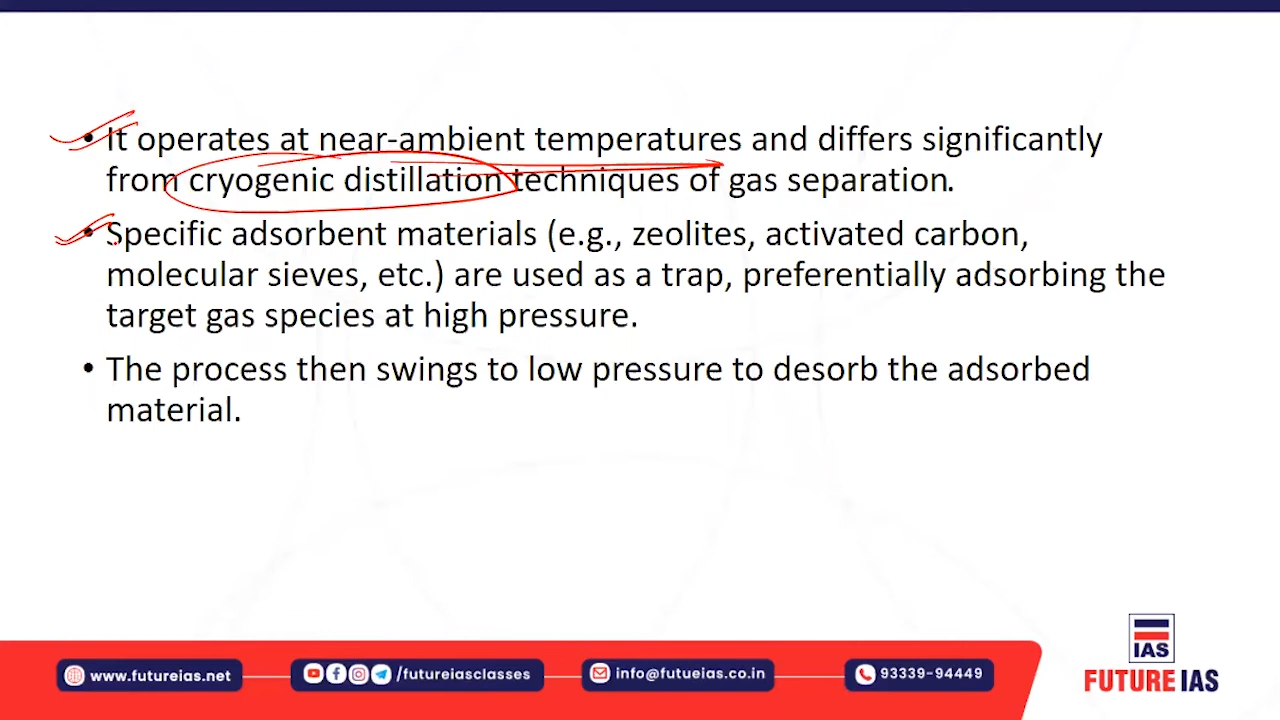 • It operates at near-ambient temperatures and differs significantly
from cryogenic distillation techniques of gas separation.
• Specific adsorbent materials (e.g., zeolites, activated carbon,
molecular sieves, etc.) are used as a trap, preferentially adsorbing the
target gas species at high pressure.
• The process then swings to low pressure to desorb the adsorbed
material.
IAS
FUTURE IAS
www.futureias.net
/futureiasclasses
info@futueias.co.in
93339-94449